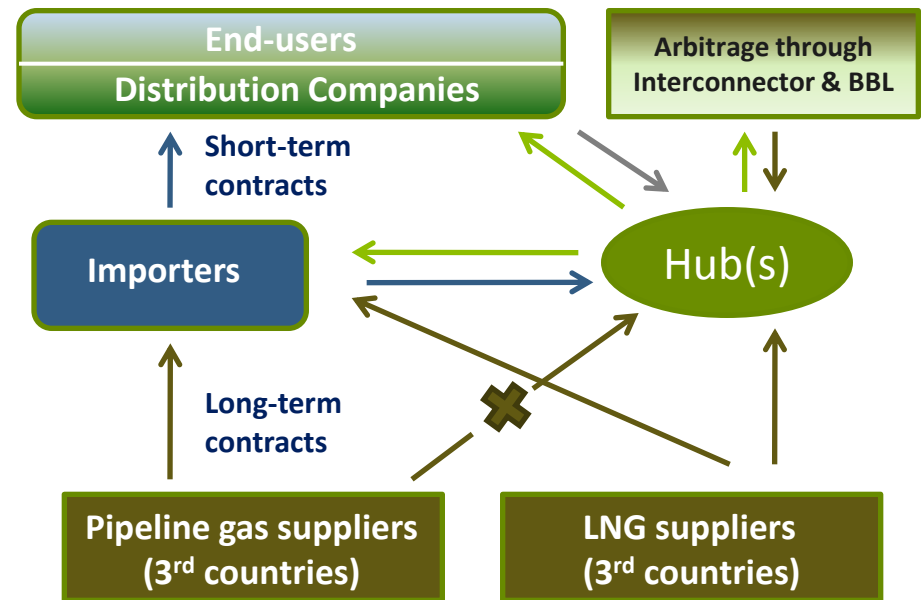 End-users
Distribution Companies
Arbitrage through
Interconnector & BBL
Short-term
contracts
Importers
Hub(s)
Long-term
contracts
Pipeline gas suppliers
(3rd countries)
LNG suppliers
(3rd countries)